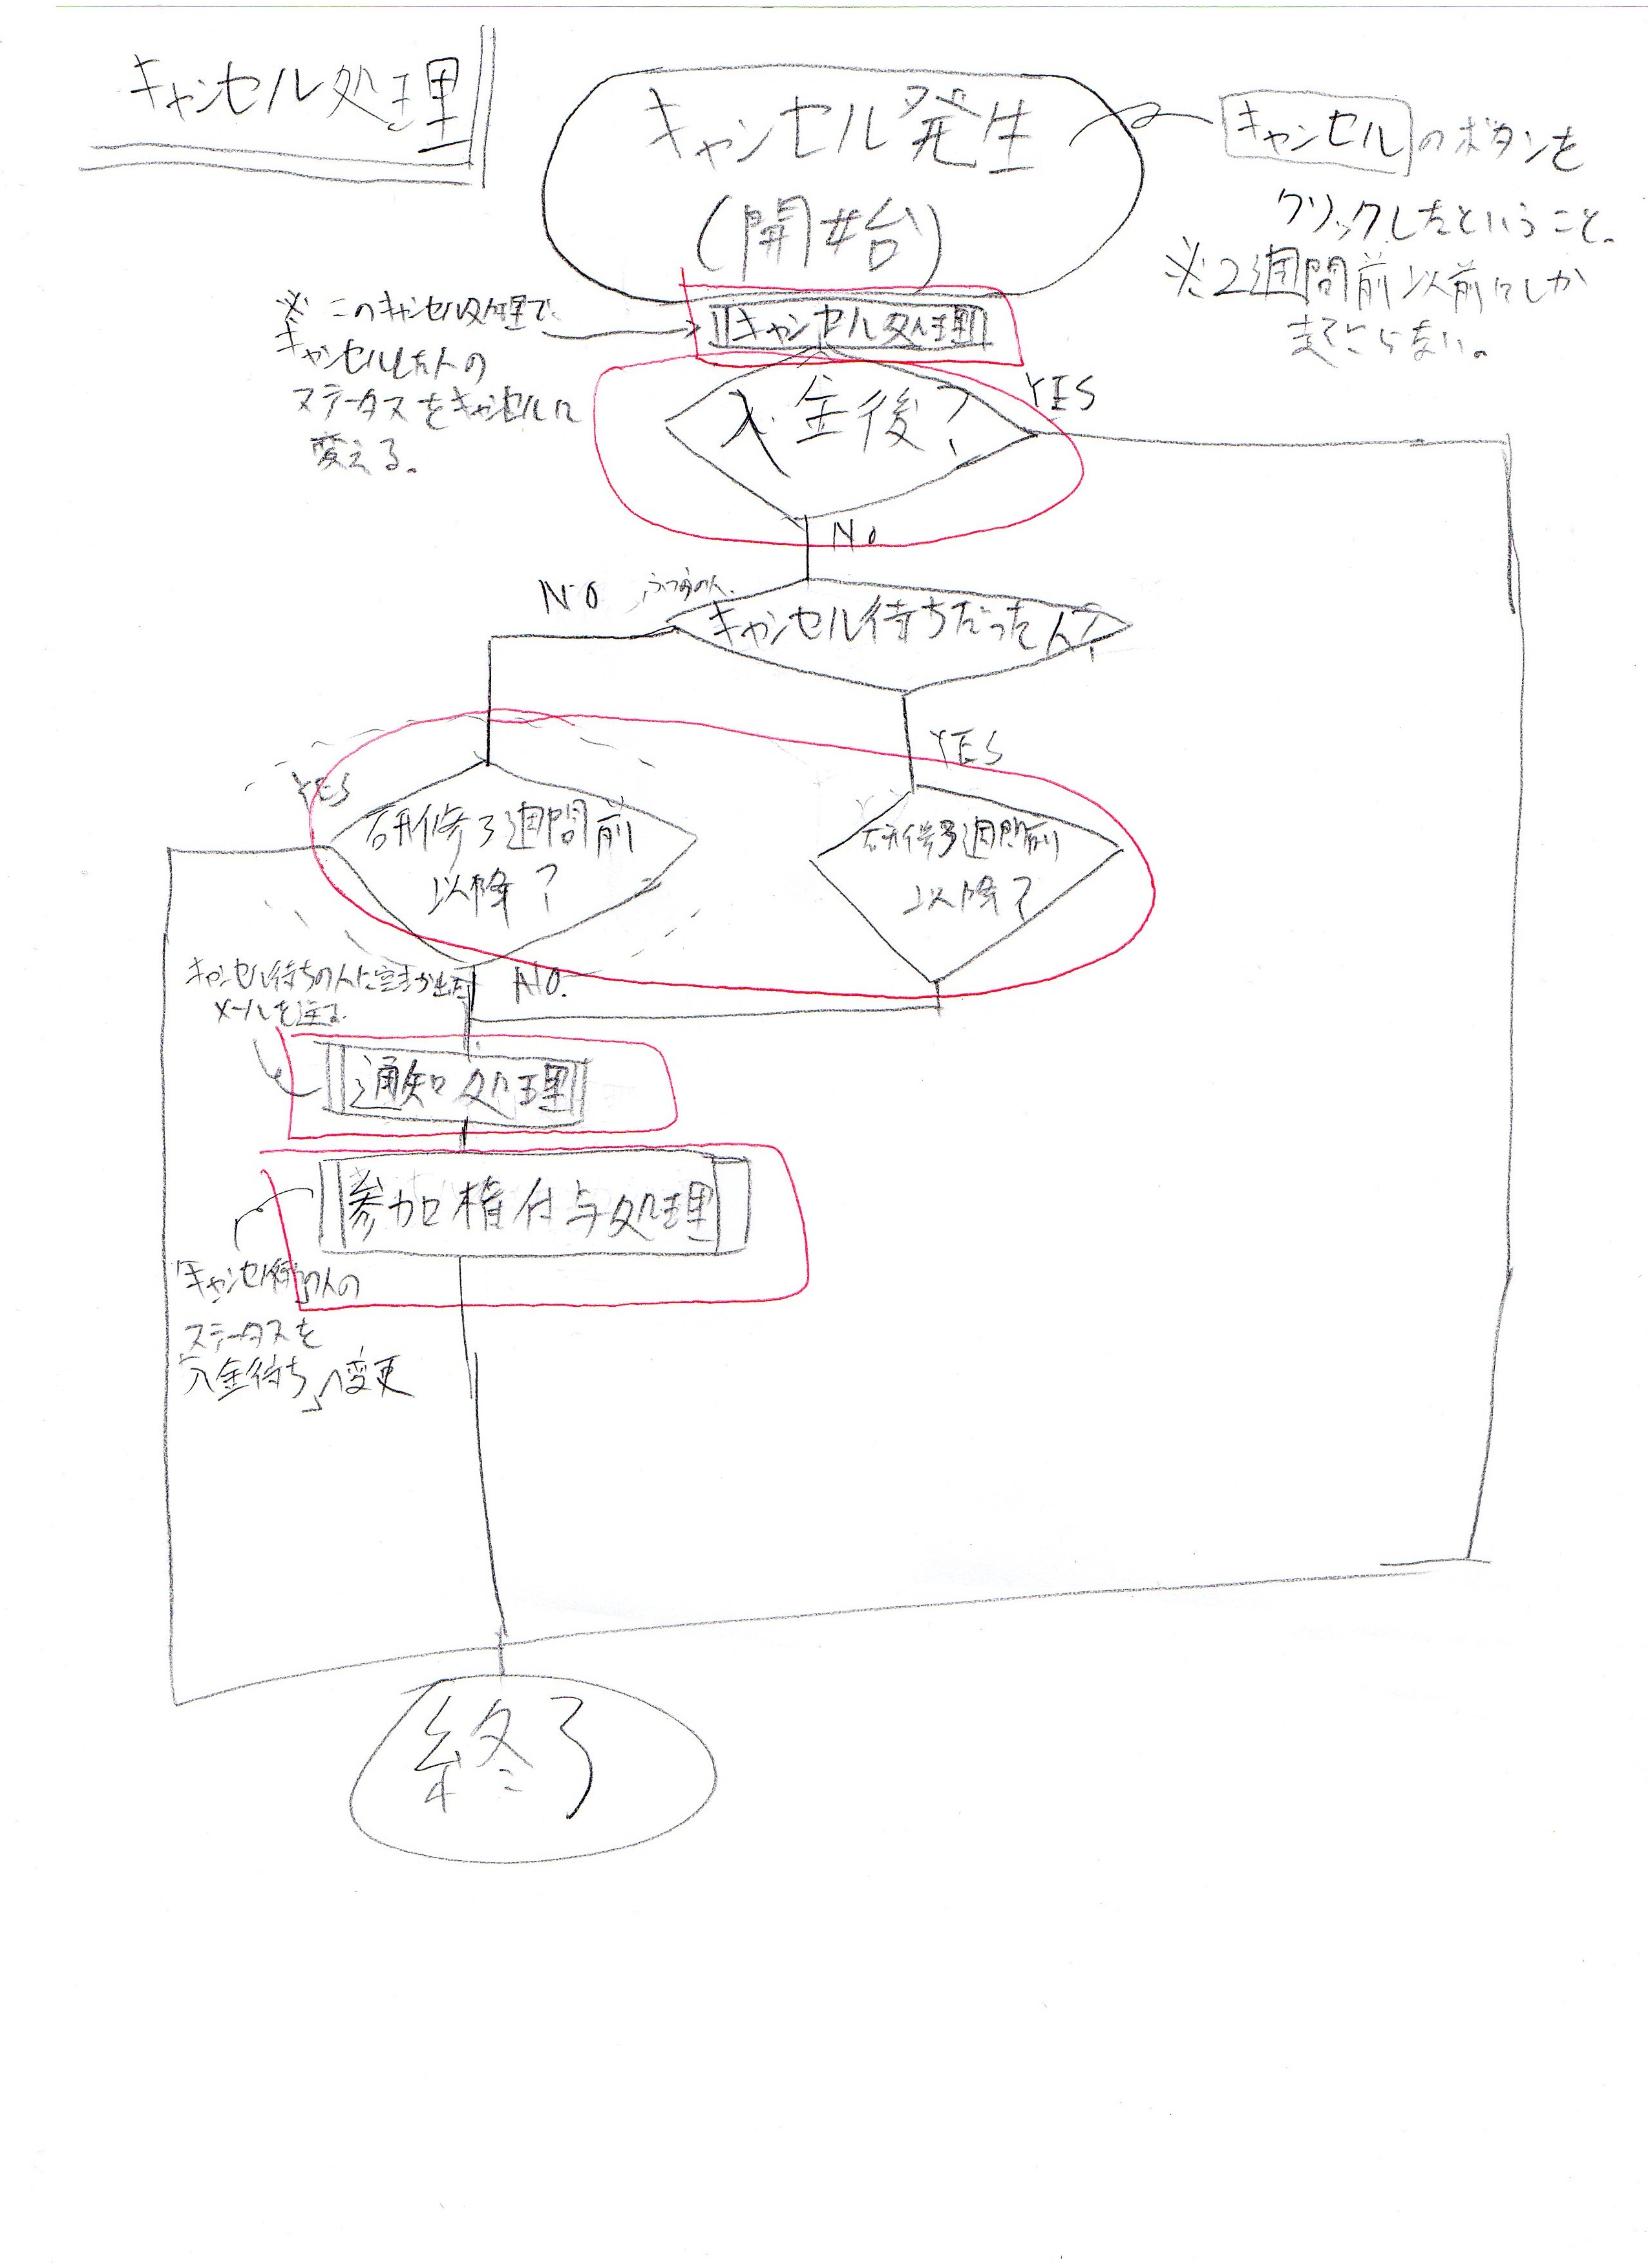 キャンセル処理
キャンセル発生
(開始)
キャンセルのボタンを
クリックしたということ。
※2週間前以前にしか
起こらない。
※このキャンセル処理で
キャンセルした人の
ステータスをキャンセルに
変える。
キャンセル処理
入金後?
YES
No
NO
ふつうの人
キャンセル待ちだった人?
YES
YES
研修3週間前
以降?
研修3週間前
以降?
NO
キャンセル待ちの人に空きが出た
メールを送る
通知処理
参加権付与処理
「キャンセル待」の人の
ステータスを
「入金待ち」へ変更
終了